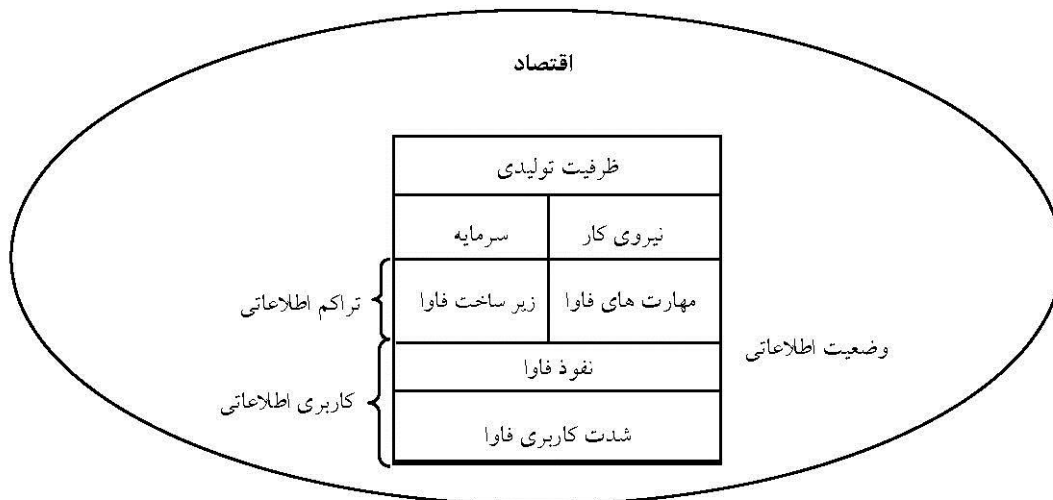 اقتصاد
ظرفیت تولیدی
نیروی کار
سرمایه
مهارت های فاوا
زیر ساخت فاوا
تراکم اطلاعاتی
وضعیت اطلاعاتی
نفوذ فاوا
کاربری اطلاعاتی
شدت کاربری فاوا